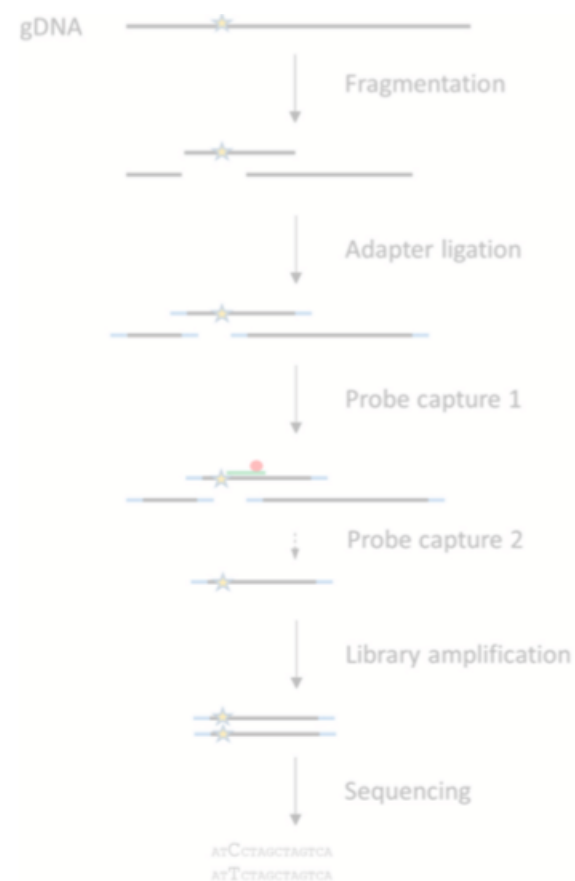 gDNA
Fragmentation
Adapter ligation
Probe capture 1
Probe capture 2
Library amplification
Sequencing
ATCCTAGCTAGTCA
ATTCTAGCTAGTCA